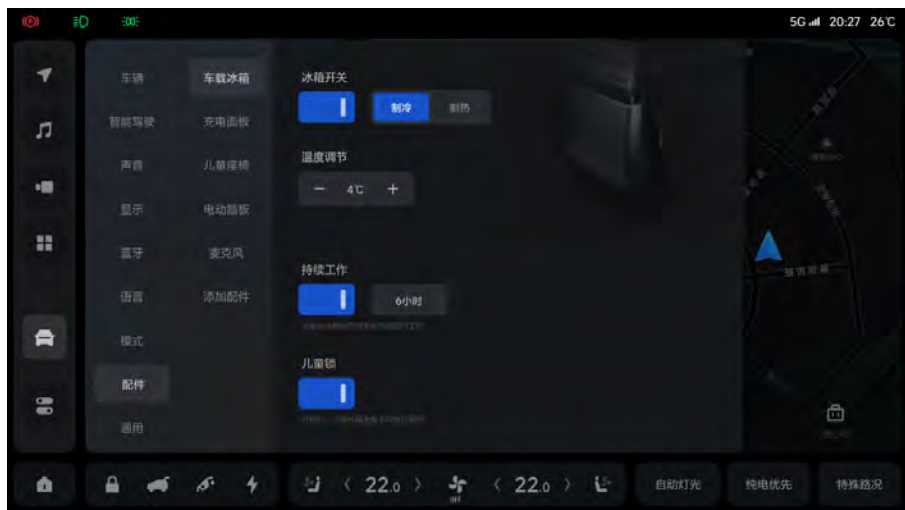 5G 20:27 26℃
车辆
智能驾驶
声音
显示
蓝牙
语言
模式
配件
通用
车载冰箱
充电面板
儿童座椅
电动踏板
麦克风
添加配件
冰箱开关
制冷 制热
温度调节
— 4℃ +
持续工作
6小时
儿童锁
< 22.0 >
OFF
< 22.0 >
自动灯光
纯电优先
特殊路况